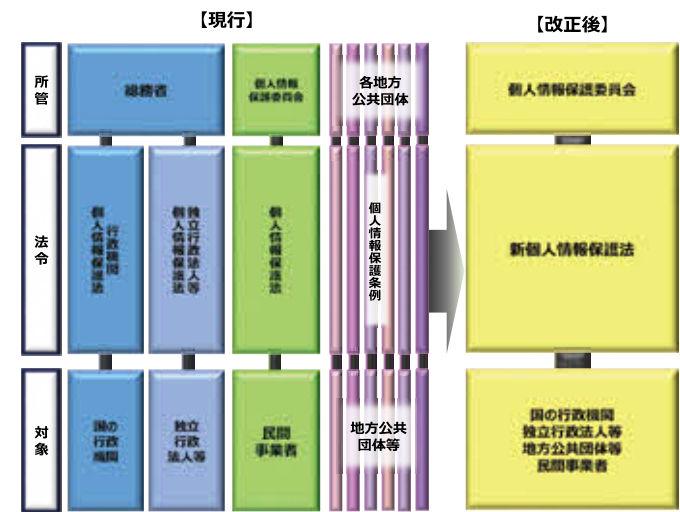 【現行】
【改正後】
所管
総務省
個人情報
保護委員会
各地方
公共団体
個人情報保護委員会
法令
行政機関
個人情報保護法
独立行政法人等
個人情報保護法
個人情報保護法
個人情報保護条例
新個人情報保護法
対象
国の
行政
機関
独立
行政
法人等
民間
事業者
地方公共
団体等
国の行政機関
独立行政法人等
地方公共団体等
民間事業者